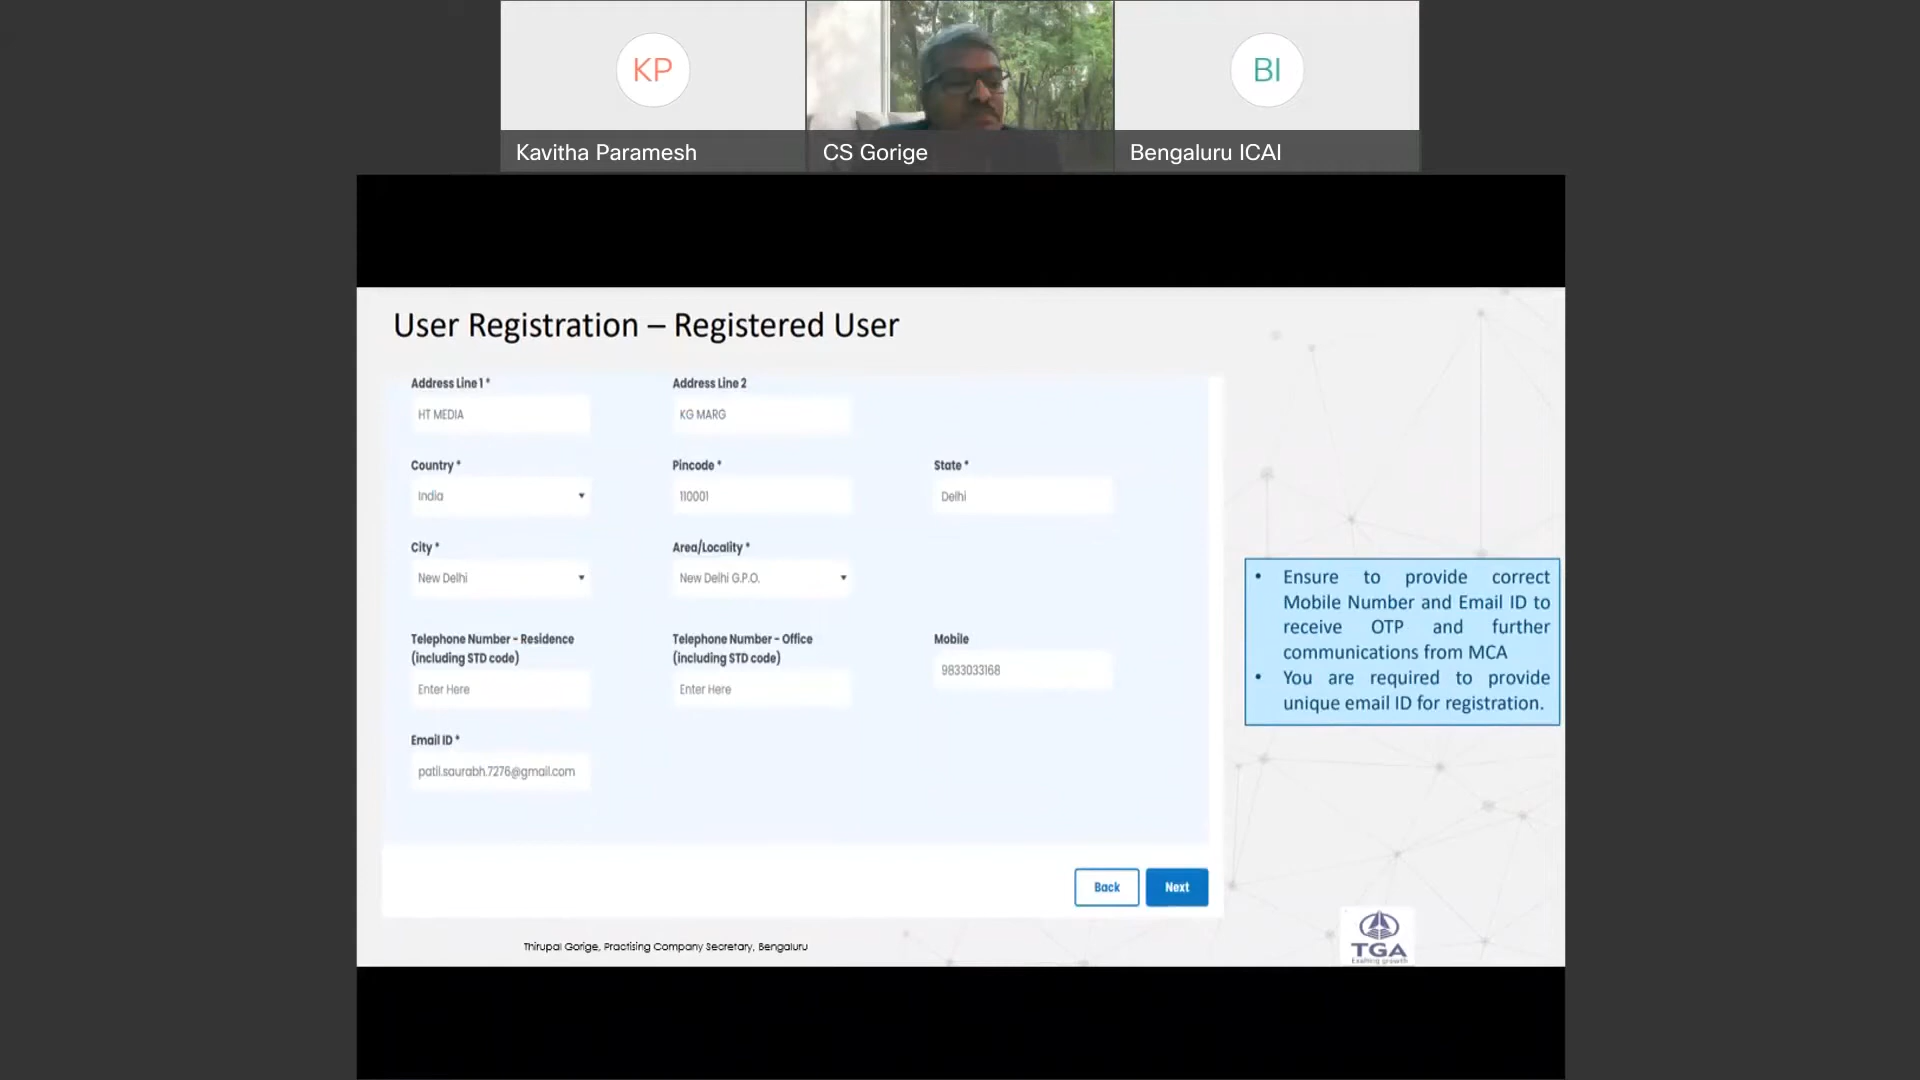 KP
BI
Kavitha Paramesh
CS Gorige
Bengaluru ICAI
User Registration – Registered User
Address Line 1 *
Address Line 2
HT MEDIA
KG MARG
Country *
Pincode *
State *
India
110001
Delhi
City *
Area/Locality *
New Delhi
New Delhi G.P.O.
Telephone Number - Residence
(including STD code)
Telephone Number - Office
(including STD code)
Mobile
Enter Here
Enter Here
9833033168
Email ID *
patil.saurabh.7276@gmail.com
• Ensure to provide correct
Mobile Number and Email ID to
receive OTP and further
communications from MCA
• You are required to provide
unique email ID for registration.
Back
Next
Thirupal Gorige, Practising Company Secretary, Bengaluru
TGA
Exalting growth